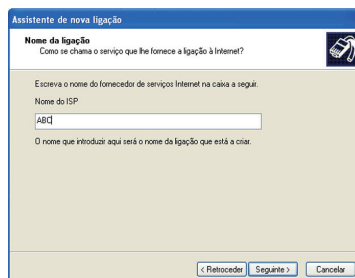 Assistente de nova ligação
Nome da ligação
Como se chama o serviço que lhe fornece a ligação à Internet?
Escreva o nome do fornecedor de serviços Internet na caixa a seguir.
Nome do ISP
ABC
O nome que introduzir aqui será o nome da ligação que está a criar.
< Retroceder Seguinte > Cancelar